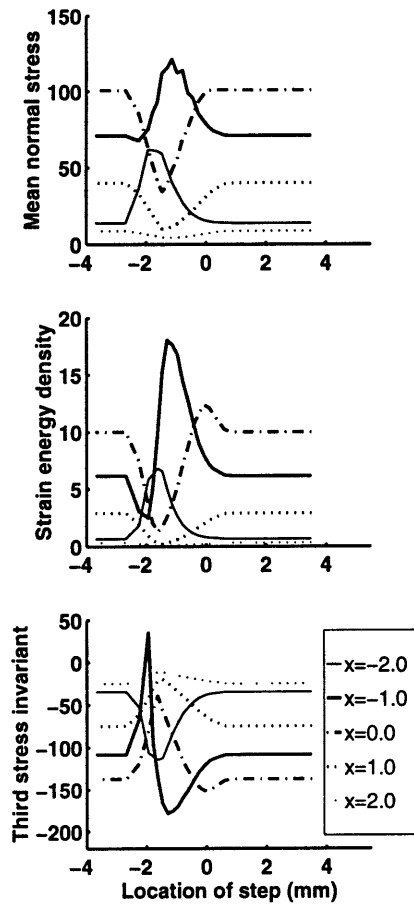 Mean normal stress
150
100
50
0
−4 −2 0 2 4
Strain energy density
20
15
10
5
0
−4 −2 0 2 4
Third stress invariant
50
0
−50
−100
−150
−200
−4 −2 0 2 4
Location of step (mm)
x=−2.0
x=−1.0
x=0.0
x=1.0
x=2.0